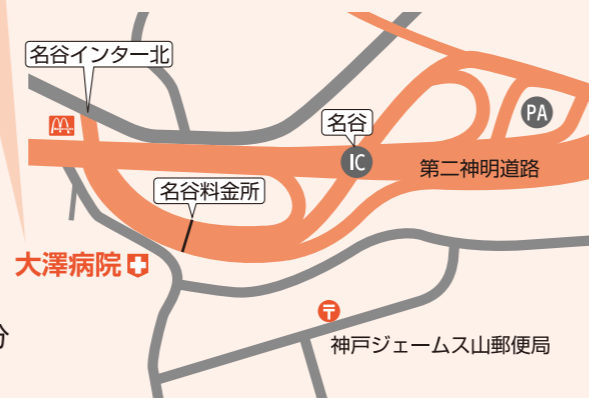 名谷インター北
名谷
PA
IC
第二神明道路
名谷料金所
大澤病院
分
神戸ジェームス山郵便局